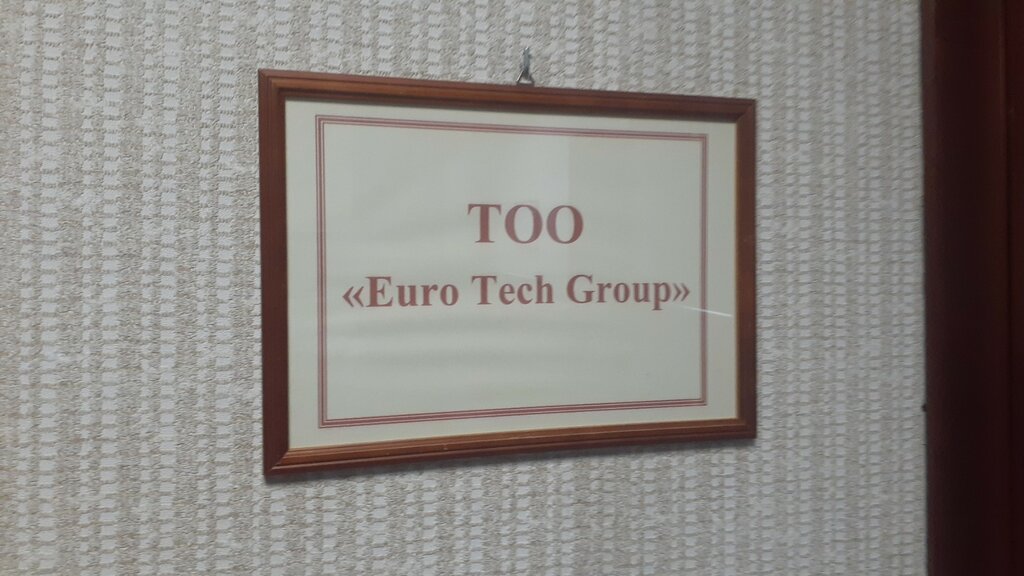 ТОО
«Euro Tech Group»